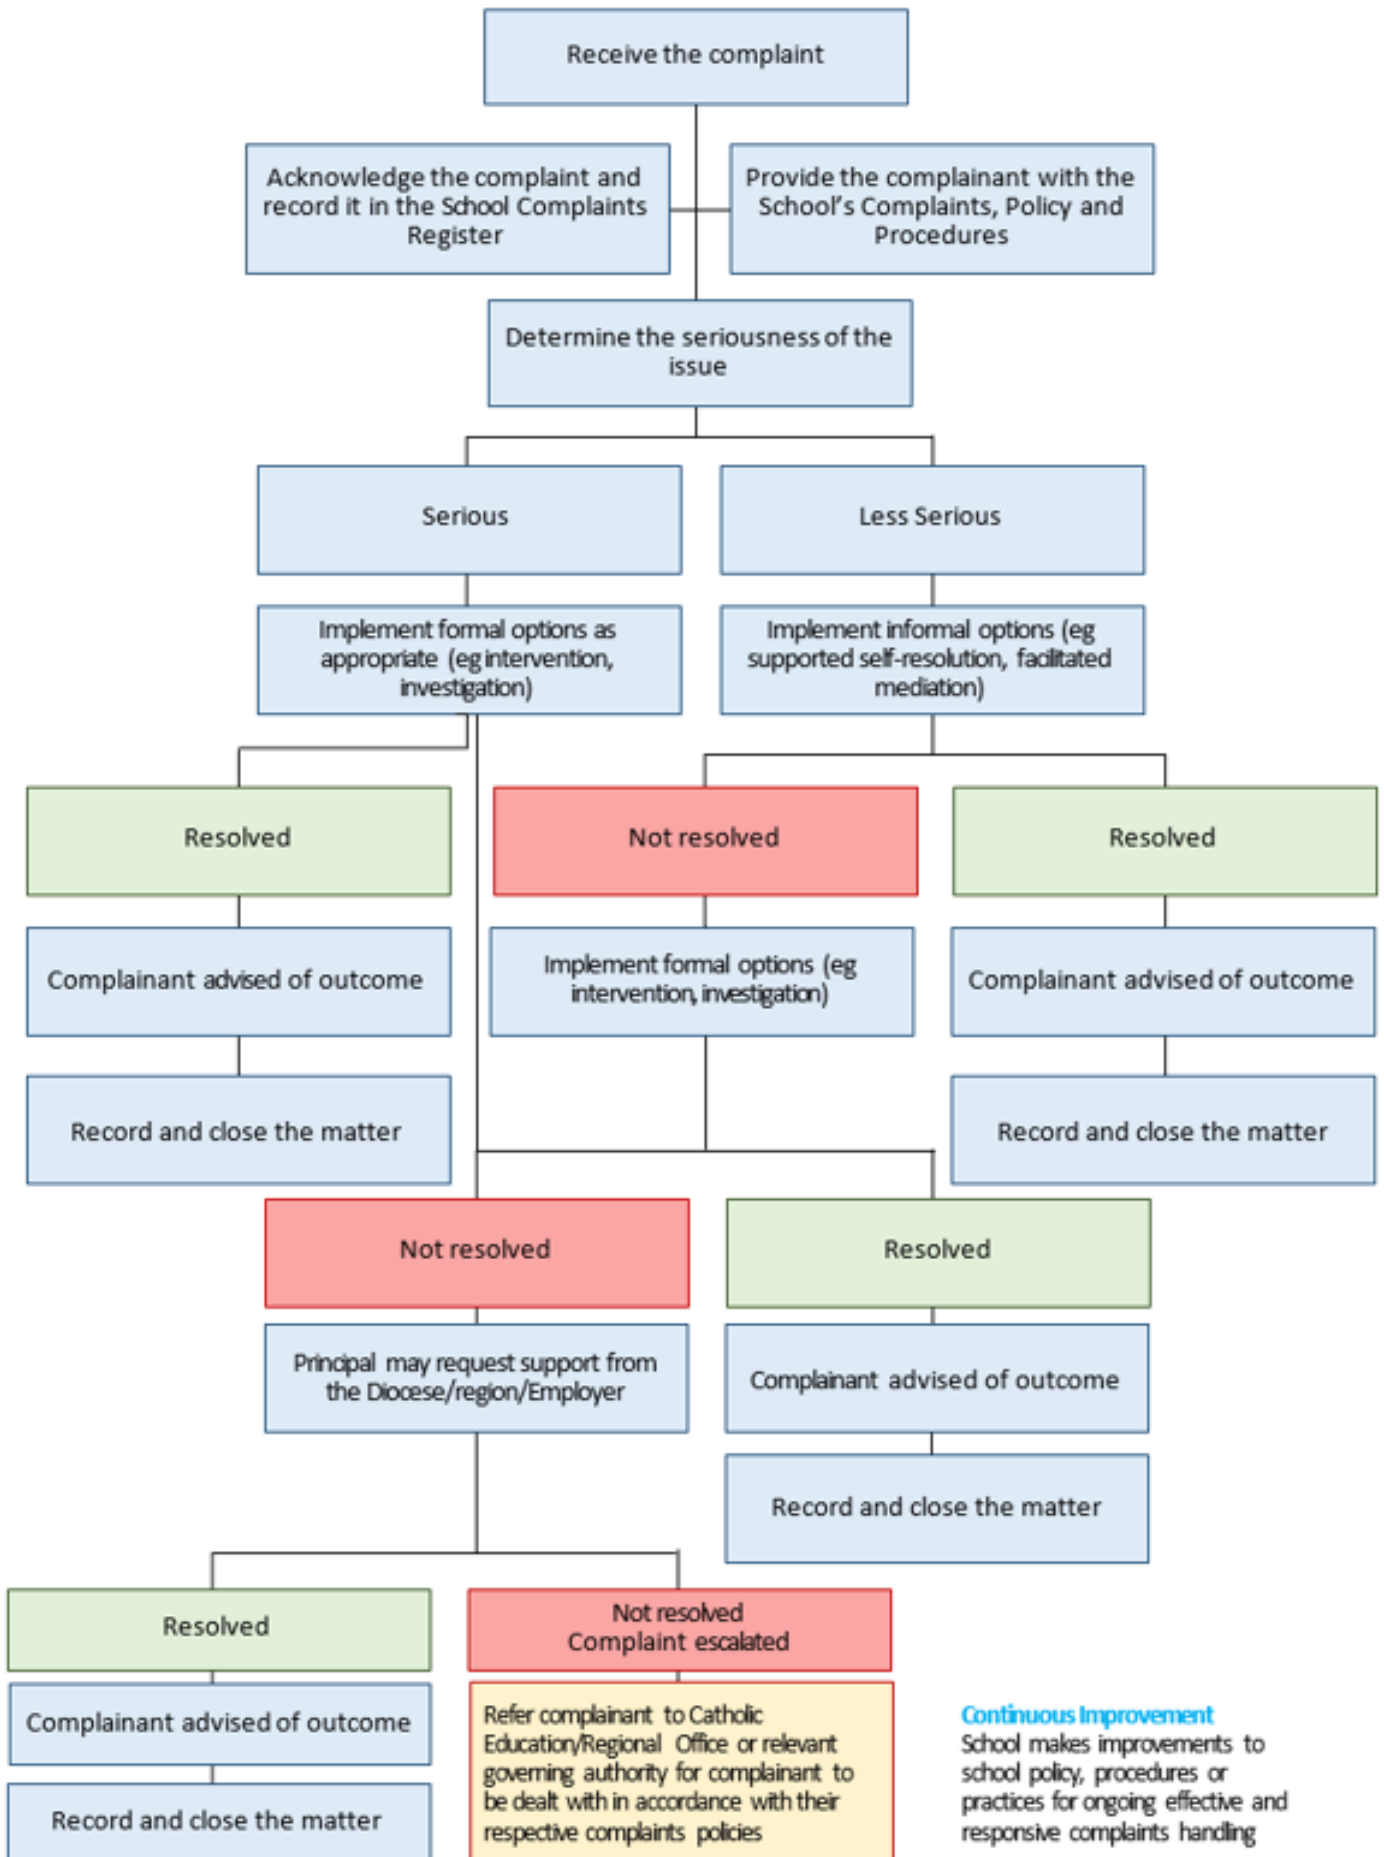 Receive the complaint
Acknowledge the complaint and
record it in the School Complaints
Register
Provide the complainant with the
School's Complaints, Policy and
Procedures
Determine the seriousness of the
issue
Serious
Less Serious
Implement formal options as
appropriate (eg intervention,
investigation)
Implement informal options (eg
supported self-resolution, facilitated
mediation)
Resolved
Not resolved
Resolved
Complainant advised of outcome
Implement formal options (eg
intervention, investigation)
Complainant advised of outcome
Record and close the matter
Record and close the matter
Not resolved
Resolved
Principal may request support from
the Diocese/region/Employer
Complainant advised of outcome
Record and close the matter
Resolved
Not resolved
Complaint escalated
Complainant advised of outcome
Record and close the matter
Refer complainant to Catholic
Education/Regional Office or relevant
governing authority for complainant to
be dealt with in accordance with their
respective complaints policies
Continuous Improvement
School makes improvements to
school policy, procedures or
practices for ongoing effective and
responsive complaints handling